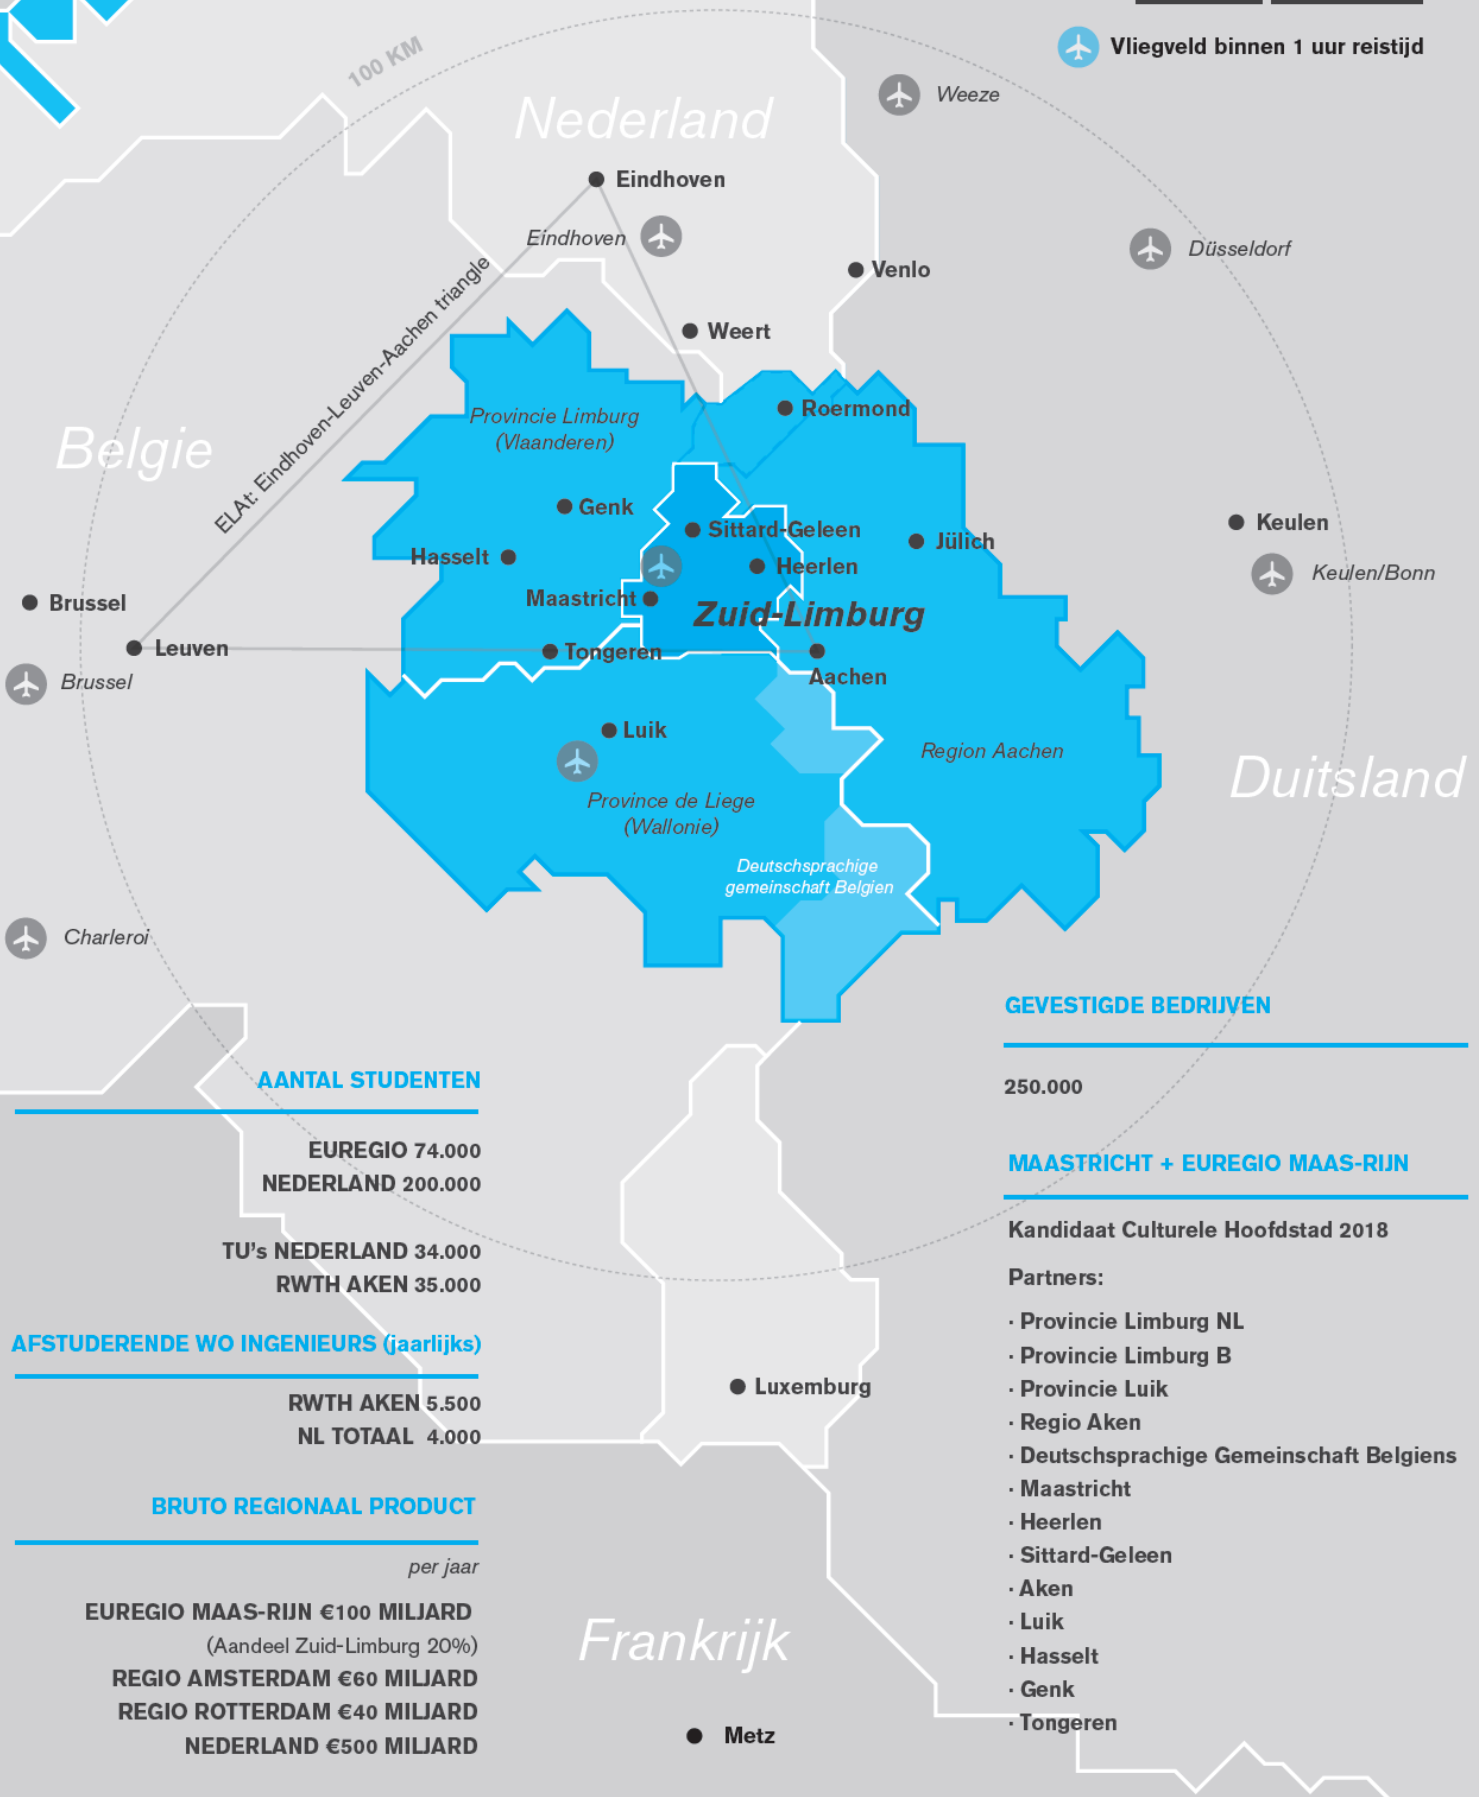 Vliegveld binnen 1 uur reistijd
100 KM
Weeze
Nederland
Eindhoven
Eindhoven
Düsseldorf
Venlo
ELAt: Eindhoven-Leuven-Aachen triangle
Weert
Provincie Limburg
(Vlaanderen)
Roermond
Belgie
Genk
Sittard-Geleen
Keulen
Hasselt
Jülich
Heerlen
Keulen/Bonn
Maastricht
Brussel
Zuid-Limburg
Leuven
Tongeren
Aachen
Brussel
Luik
Region Aachen
Duitsland
Province de Liege
(Wallonie)
Deutschsprachige
gemeinschaft Belgien
Charleroi
GEVESTIGDE BEDRIJVEN
250.000
AANTAL STUDENTEN
EUREGIO 74.000
NEDERLAND 200.000
TU's NEDERLAND 34.000
RWTH AKEN 35.000
AFSTUDERENDE WO INGENIEURS (jaarlijks)
RWTH AKEN 5.500
NL TOTAAL 4.000
BRUTO REGIONAAL PRODUCT
per jaar
EUREGIO MAAS-RIJN €100 MILJARD
(Aandeel Zuid-Limburg 20%)
REGIO AMSTERDAM €60 MILJARD
REGIO ROTTERDAM €40 MILJARD
NEDERLAND €500 MILJARD
MAASTRICHT + EUREGIO MAAS-RIJN
Kandidaat Culturele Hoofdstad 2018
Partners:
· Provincie Limburg NL
· Provincie Limburg B
· Provincie Luik
· Regio Aken
· Deutschsprachige Gemeinschaft Belgiens
· Maastricht
· Heerlen
· Sittard-Geleen
· Aken
· Luik
· Hasselt
· Genk
· Tongeren
Luxemburg
Frankrijk
Metz